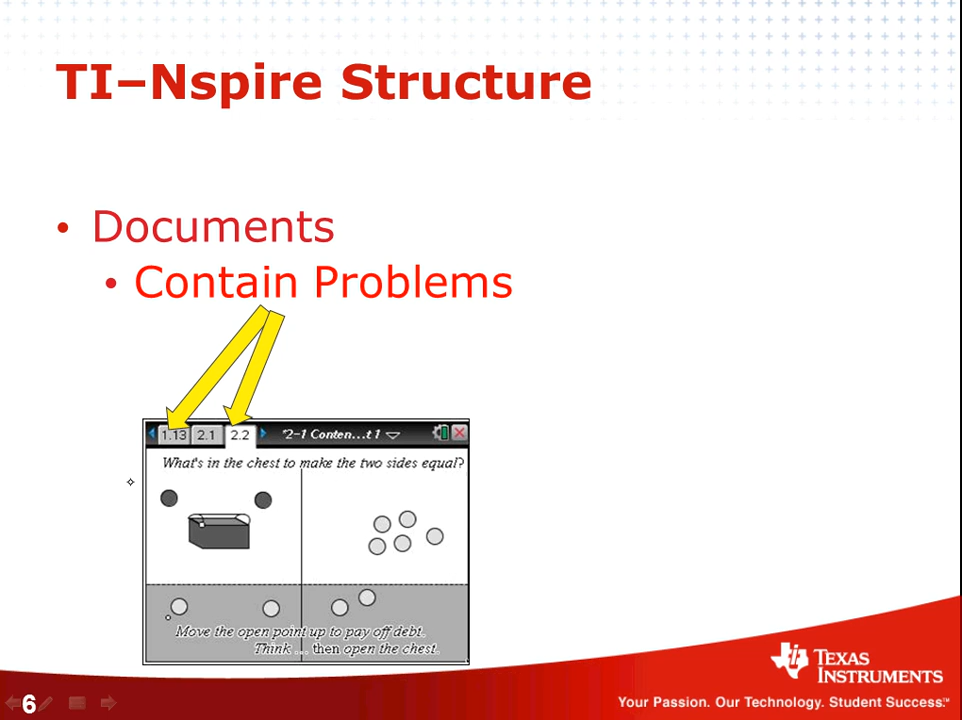 TI–Nspire Structure
• Documents
• Contain Problems
1.13 2.1 2.2 *2-1 Conten...t 1
What's in the chest to make the two sides equal?
Move the open point up to pay off debt.
Think ... then open the chest.
TEXAS
INSTRUMENTS
Your Passion. Our Technology. Student Success.™
6